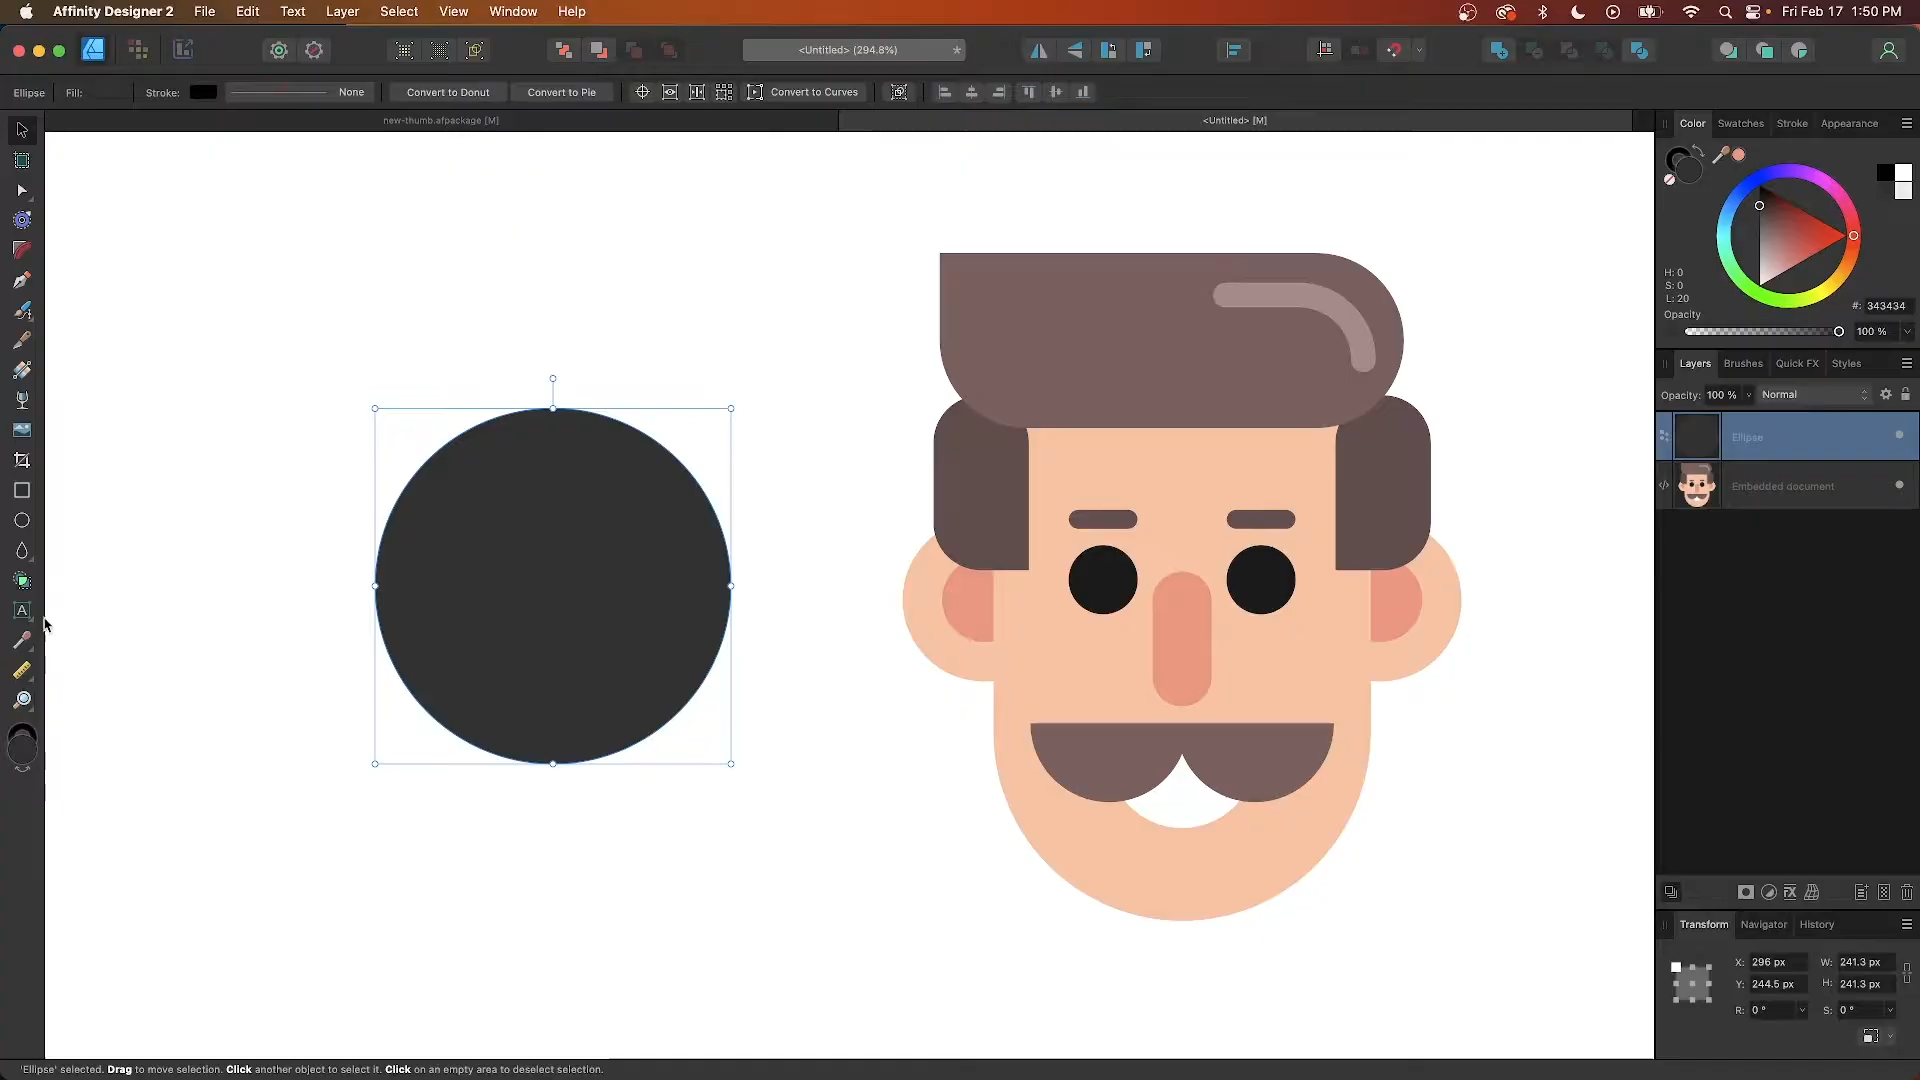 Affinity Designer 2 File Edit Text Layer Select View Window Help Fri Feb 17 1:50 PM
<Untitled> (294.8%) *
Ellipse Fill: Stroke: None Convert to Donut Convert to Pie Convert to Curves
new-thumb.afpackage [M] <Untitled> [M]
Color Swatches Stroke Appearance
H: 0
S: 0
L: 20
#: 343434
Opacity
100 %
Layers Brushes Quick FX Styles
Opacity: 100 % Normal
Ellipse
Embedded document
A
FX
Transform Navigator History
X: 296 px W: 241.3 px
Y: 244.5 px H: 241.3 px
R: 0 ° S: 0 °
'Ellipse' selected. Drag to move selection. Click another object to select it. Click on an empty area to deselect selection.